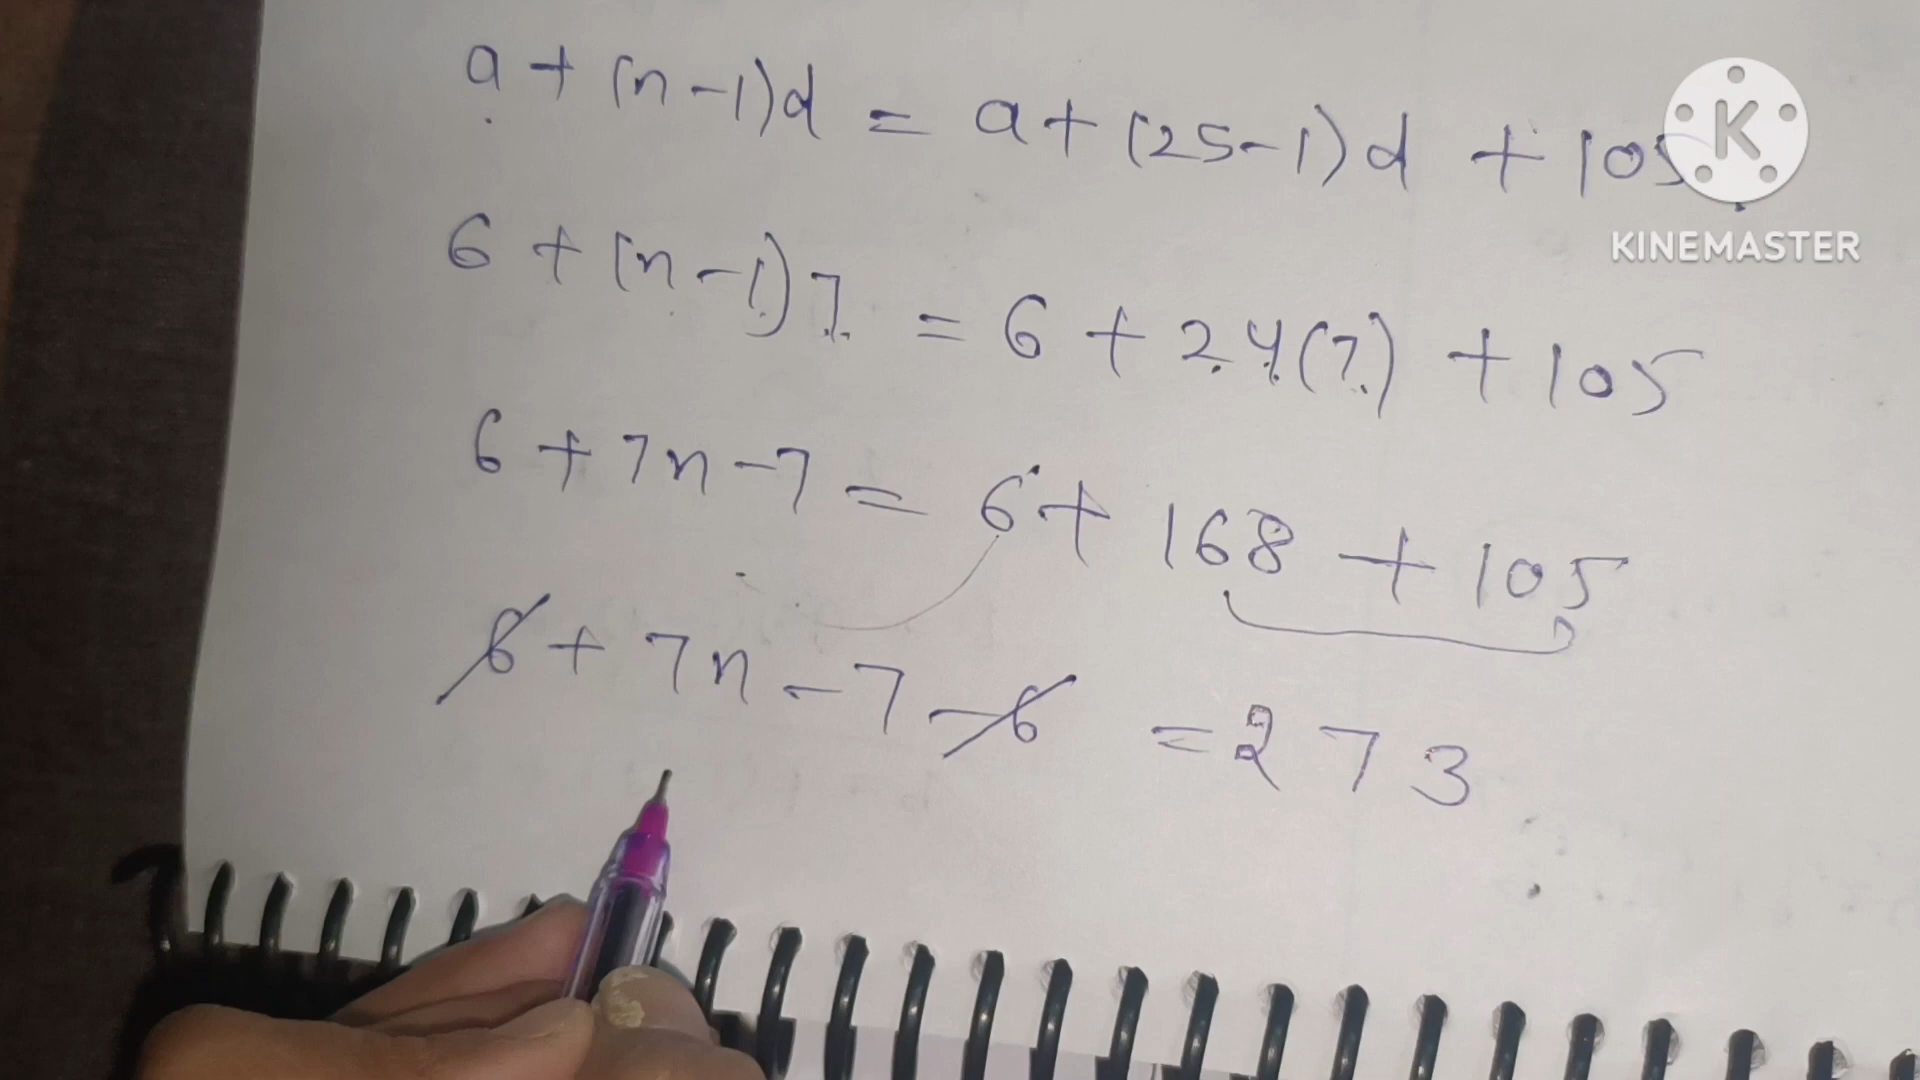 a + (n-1)d = a + (25-1)d + 105
K
KINEMASTER
6 + (n-1)7 = 6 + 24(7) + 105
6 + 7n - 7 = 6 + 168 + 105
6 + 7n - 7 - 6 = 273